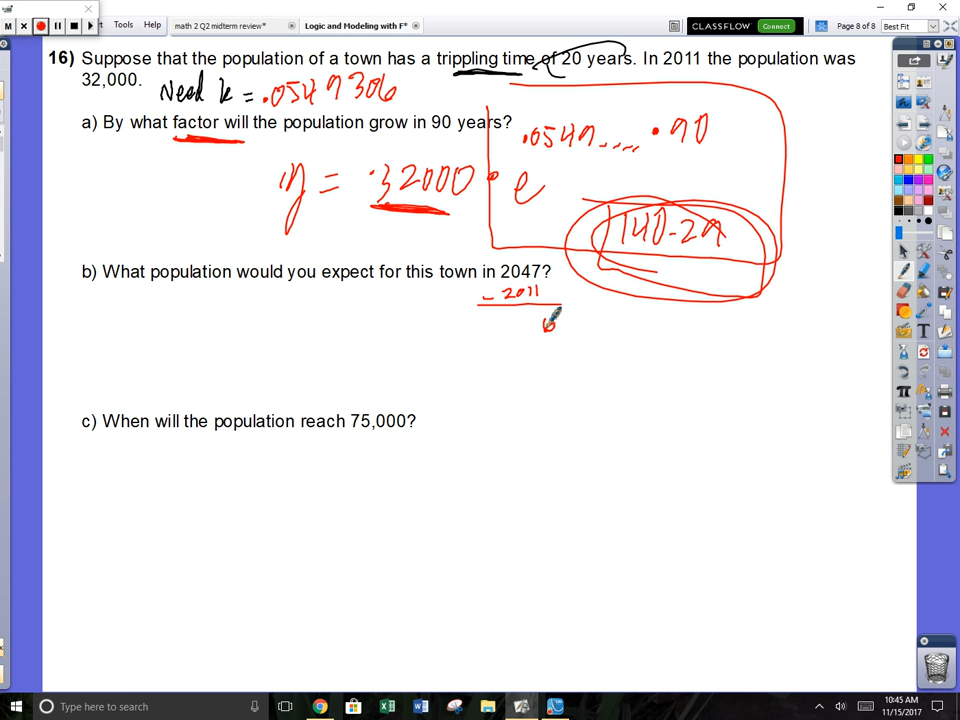 M
rt
Tools
Help
math 2 Q2 midterm review*
Logic and Modeling with F*
CLASSFLOW
Connect
Page 8 of 8
Best Fit
16) Suppose that the population of a town has a trippling time of 20 years. In 2011 the population was
32,000.
Need k = .0549306
a) By what factor will the population grow in 90 years?
.0549.... • 90
y = 32000 • e
140.29
b) What population would you expect for this town in 2047?
- 2011
6
c) When will the population reach 75,000?
Type here to search
10:45 AM
11/15/2017